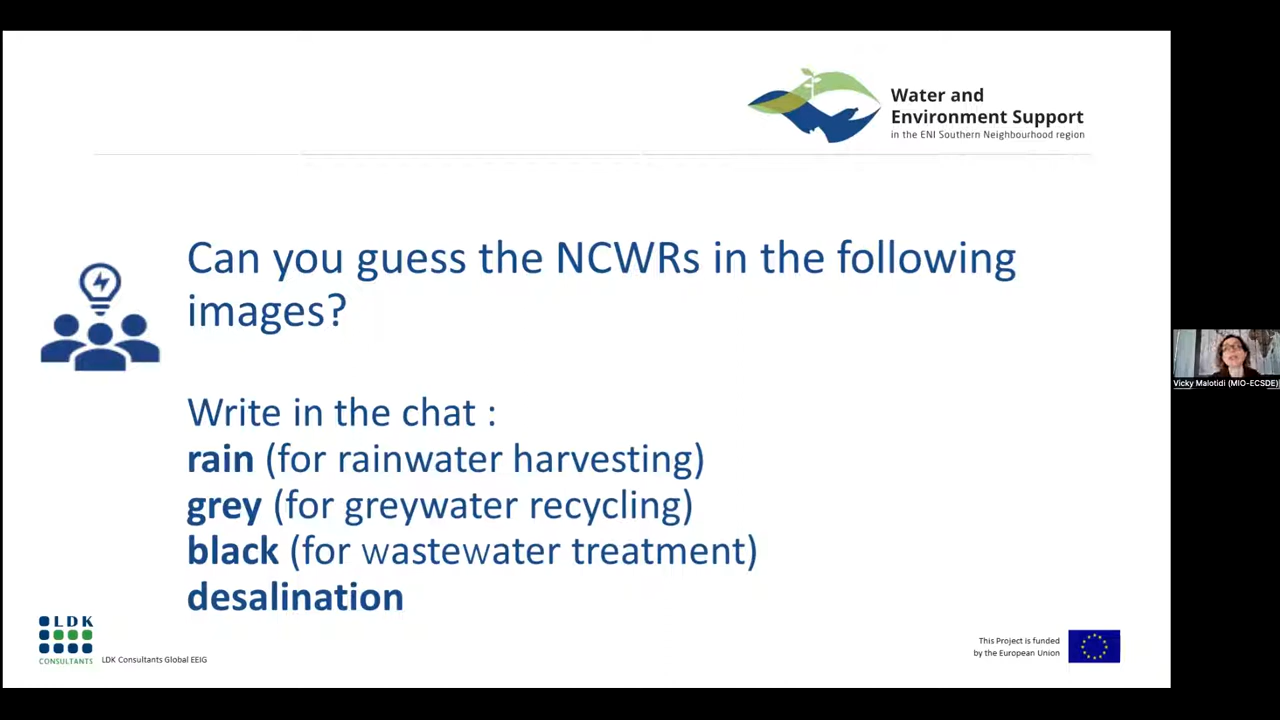 Water and
Environment Support
in the ENI Southern Neighbourhood region
Can you guess the NCWRs in the following
images?
Write in the chat :
rain (for rainwater harvesting)
grey (for greywater recycling)
black (for wastewater treatment)
desalination
Vicky Malotidi (MIO-ECSDE)
LDK
CONSULTANTS
LDK Consultants Global EEIG
This Project is funded
by the European Union